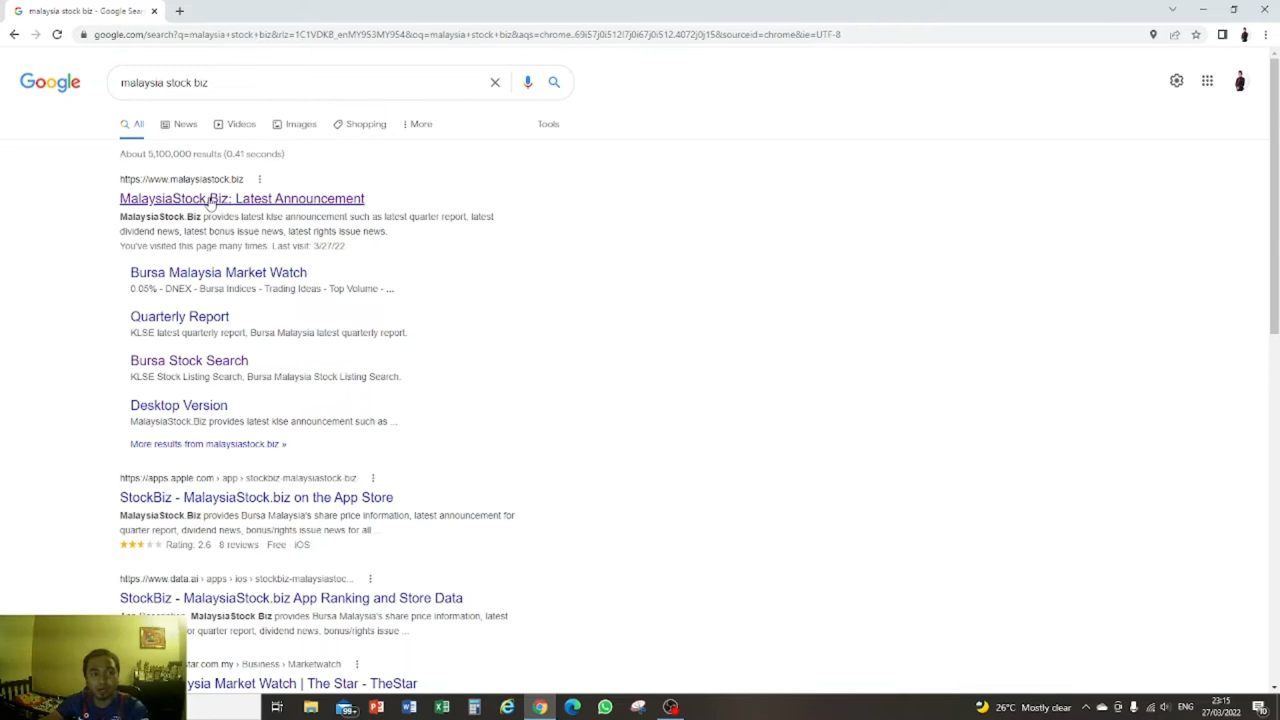 malaysia stock biz - Google Sear
google.com/search?q=malaysia+stock+biz&rlz=1C1VDKB_enMY953MY954&oq=malaysia+stock+biz&aqs=chrome..69i57j0i512l7j0i67j0i512.4072j0j15&sourceid=chrome&ie=UTF-8
Google
malaysia stock biz
All News Videos Images Shopping More Tools
About 5,100,000 results (0.41 seconds)
https://www.malaysiastock.biz
MalaysiaStock.Biz: Latest Announcement
MalaysiaStock.Biz provides latest klse announcement such as latest quarter report, latest
dividend news, latest bonus issue news, latest rights issue news.
You've visited this page many times. Last visit: 3/27/22
Bursa Malaysia Market Watch
0.05% - DNEX - Bursa Indices - Trading Ideas - Top Volume - ...
Quarterly Report
KLSE latest quarterly report, Bursa Malaysia latest quarterly report.
Bursa Stock Search
KLSE Stock Listing Search, Bursa Malaysia Stock Listing Search.
Desktop Version
MalaysiaStock.Biz provides latest klse announcement such as ...
More results from malaysiastock.biz »
https://apps.apple.com › app › stockbiz-malaysiastock-biz
StockBiz - MalaysiaStock.biz on the App Store
MalaysiaStock.Biz provides Bursa Malaysia's share price information, latest announcement for
quarter report, dividend news, bonus/rights issue news for all ...
Rating: 2.6 · 8 reviews · Free · iOS
https://www.data.ai › apps › ios › stockbiz-malaysiastoc...
StockBiz - MalaysiaStock.biz App Ranking and Store Data
MalaysiaStock.Biz provides Bursa Malaysia's share price information, latest
or quarter report, dividend news, bonus/rights issue ...
star.com.my › Business › Marketwatch
ysia Market Watch | The Star - TheStar
99+
26°C Mostly clear
ENG
23:15
27/03/2022